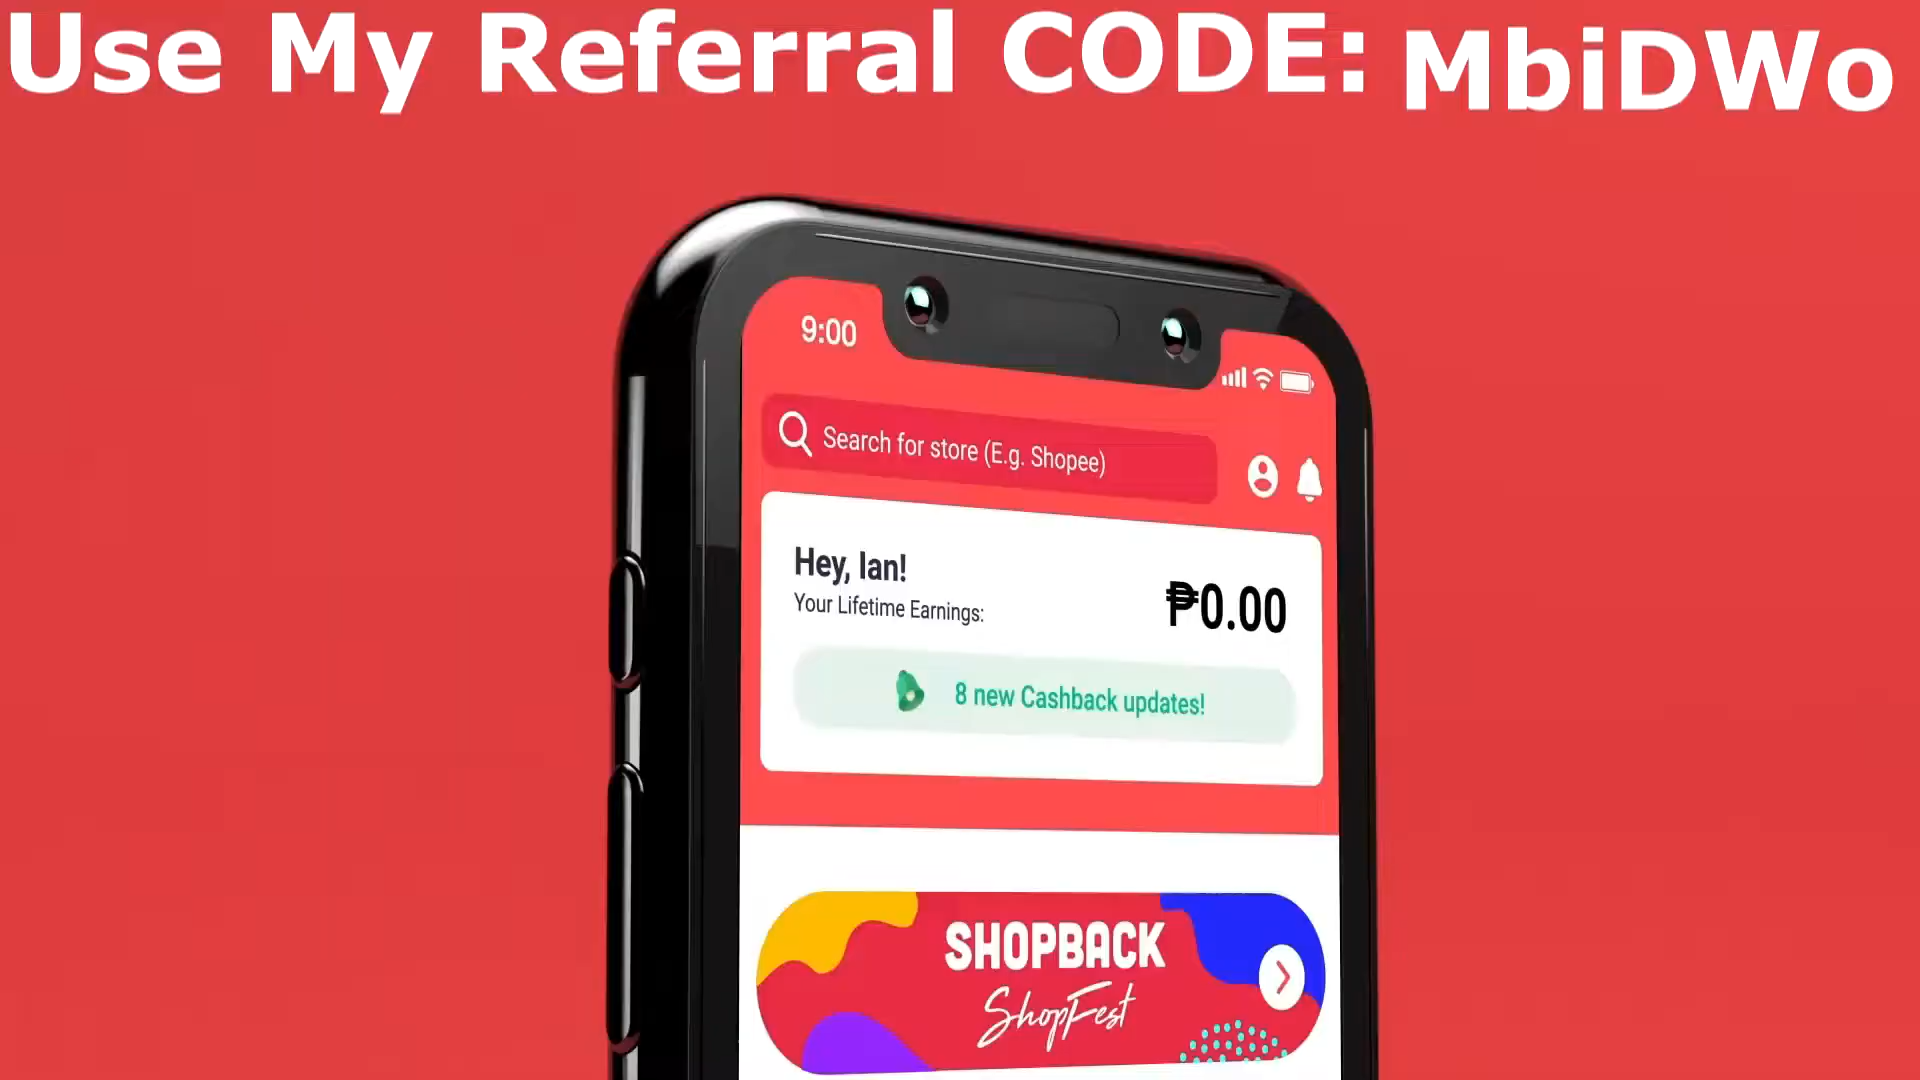 Use My Referral CODE: MbiDWo
9:00
Search for store (E.g. Shopee)
Hey, Ian!
Your Lifetime Earnings:
₱0.00
8 new Cashback updates!
SHOPBACK
ShopFest